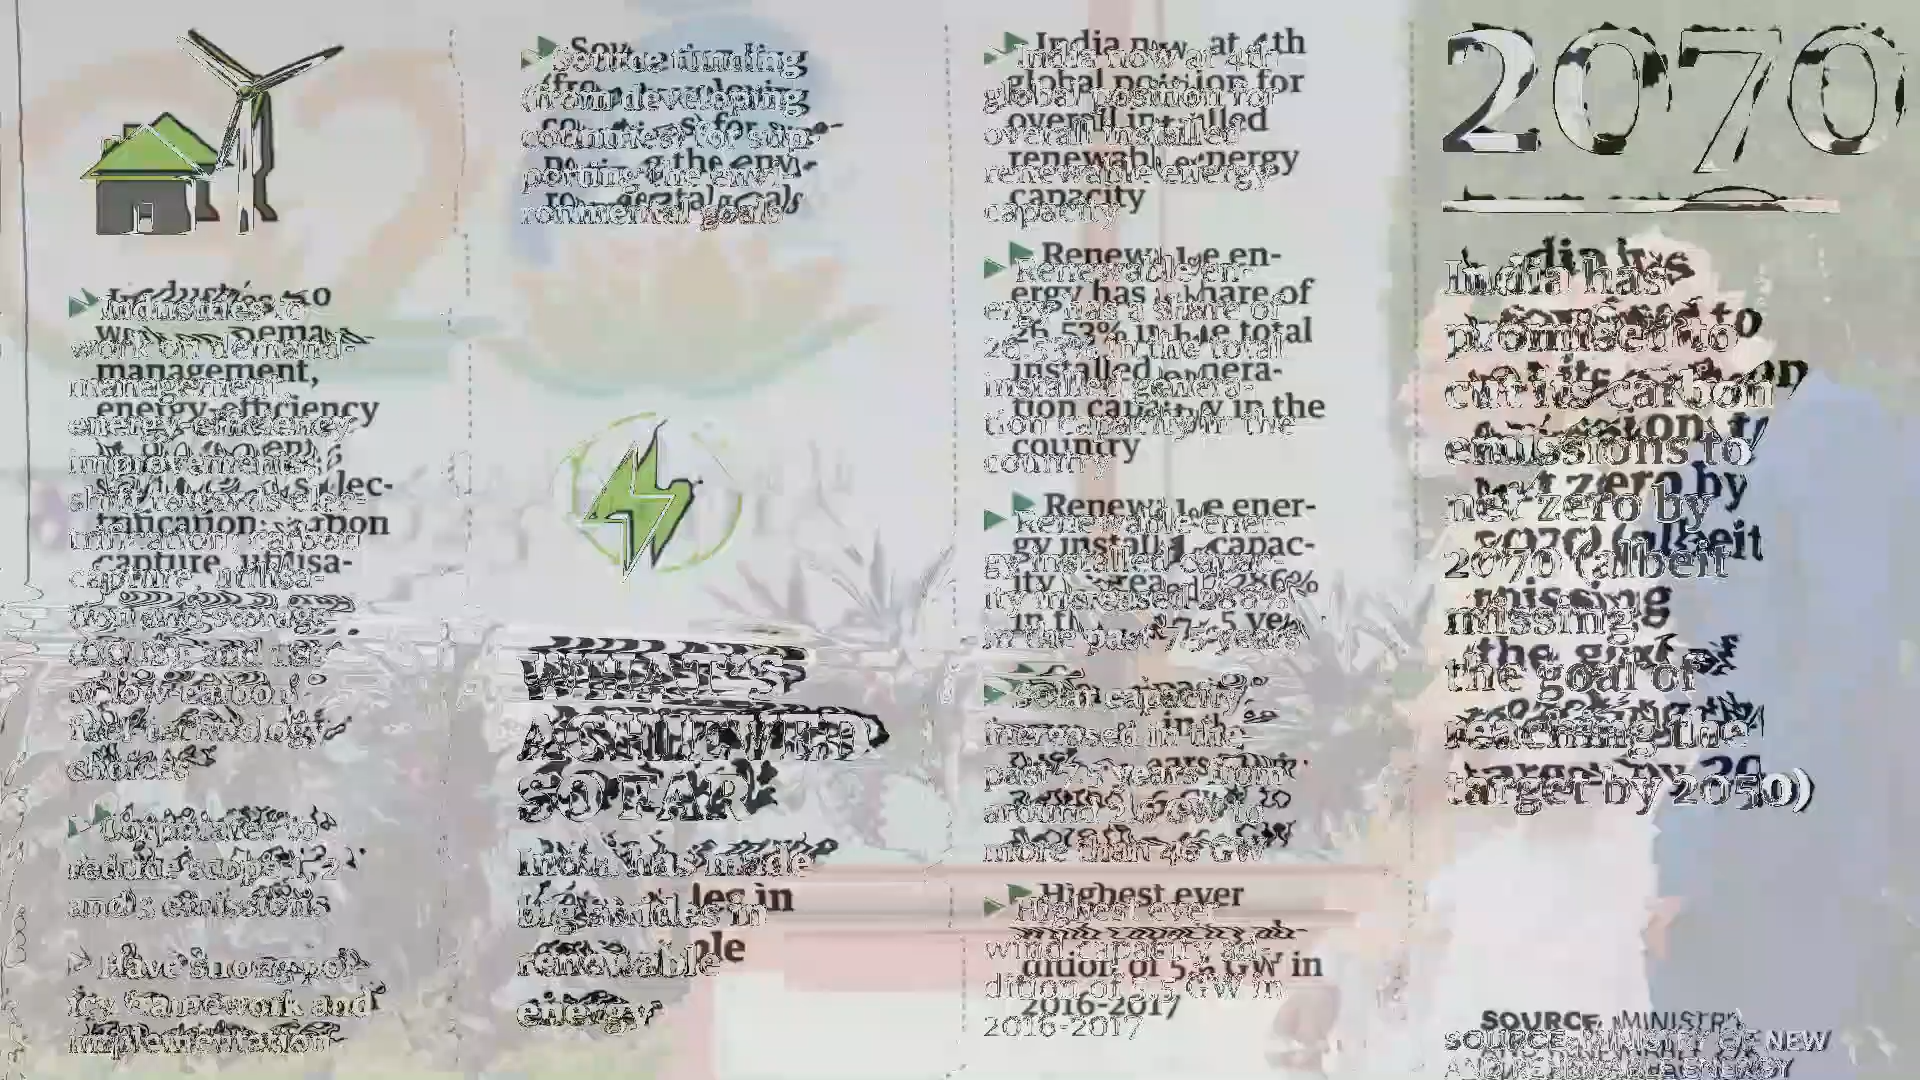 Industries to
work on demand-
management,
energy-efficiency
improvements,
shift towards elec-
trification; carbon
capture, utilisa-
tion and storage
(CCUS) and use
of low-carbon
fuel technology
choices
Corporates to
reduce scope 1, 2
and 3 emissions
Have strong pol-
icy framework and
implementation
Source funding
(from developing
countries) for sup-
porting the envi-
ronmental goals
WHAT'S
ACHIEVED
SO FAR
India has made
big strides in
renewable
energy
India now at 4th
global position for
overall installed
renewable energy
capacity
Renewable en-
ergy has a share of
26.53% in the total
installed genera-
tion capacity in the
country
Renewable ener-
gy installed capac-
ity increased 286%
in the past 7.5 years
Solar capacity
increased in the
past 7.5 years from
around 2.6 GW to
more than 46 GW
Highest ever
wind capacity ad-
dition of 5.5 GW in
2016-2017
2070
India has
promised to
cut its carbon
emissions to
net zero by
2070 (albeit
missing
the goal of
reaching the
target by 2050)
SOURCE: MINISTRY OF NEW
AND RENEWABLE ENERGY